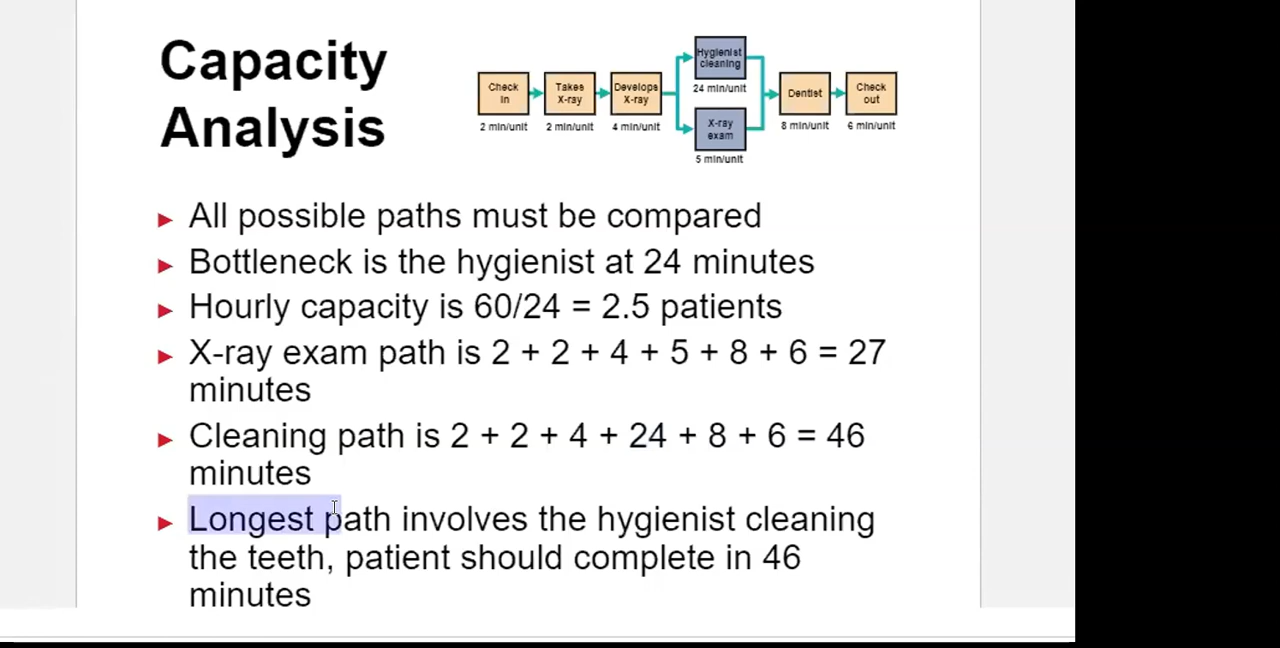 Capacity
Analysis
Check
in
2 min/unit
Takes
X-ray
2 min/unit
Develops
X-ray
4 min/unit
Hygienist
cleaning
24 min/unit
X-ray
exam
5 min/unit
Dentist
8 min/unit
Check
out
6 min/unit
► All possible paths must be compared
► Bottleneck is the hygienist at 24 minutes
► Hourly capacity is 60/24 = 2.5 patients
► X-ray exam path is 2 + 2 + 4 + 5 + 8 + 6 = 27
minutes
► Cleaning path is 2 + 2 + 4 + 24 + 8 + 6 = 46
minutes
► Longest path involves the hygienist cleaning
the teeth, patient should complete in 46
minutes